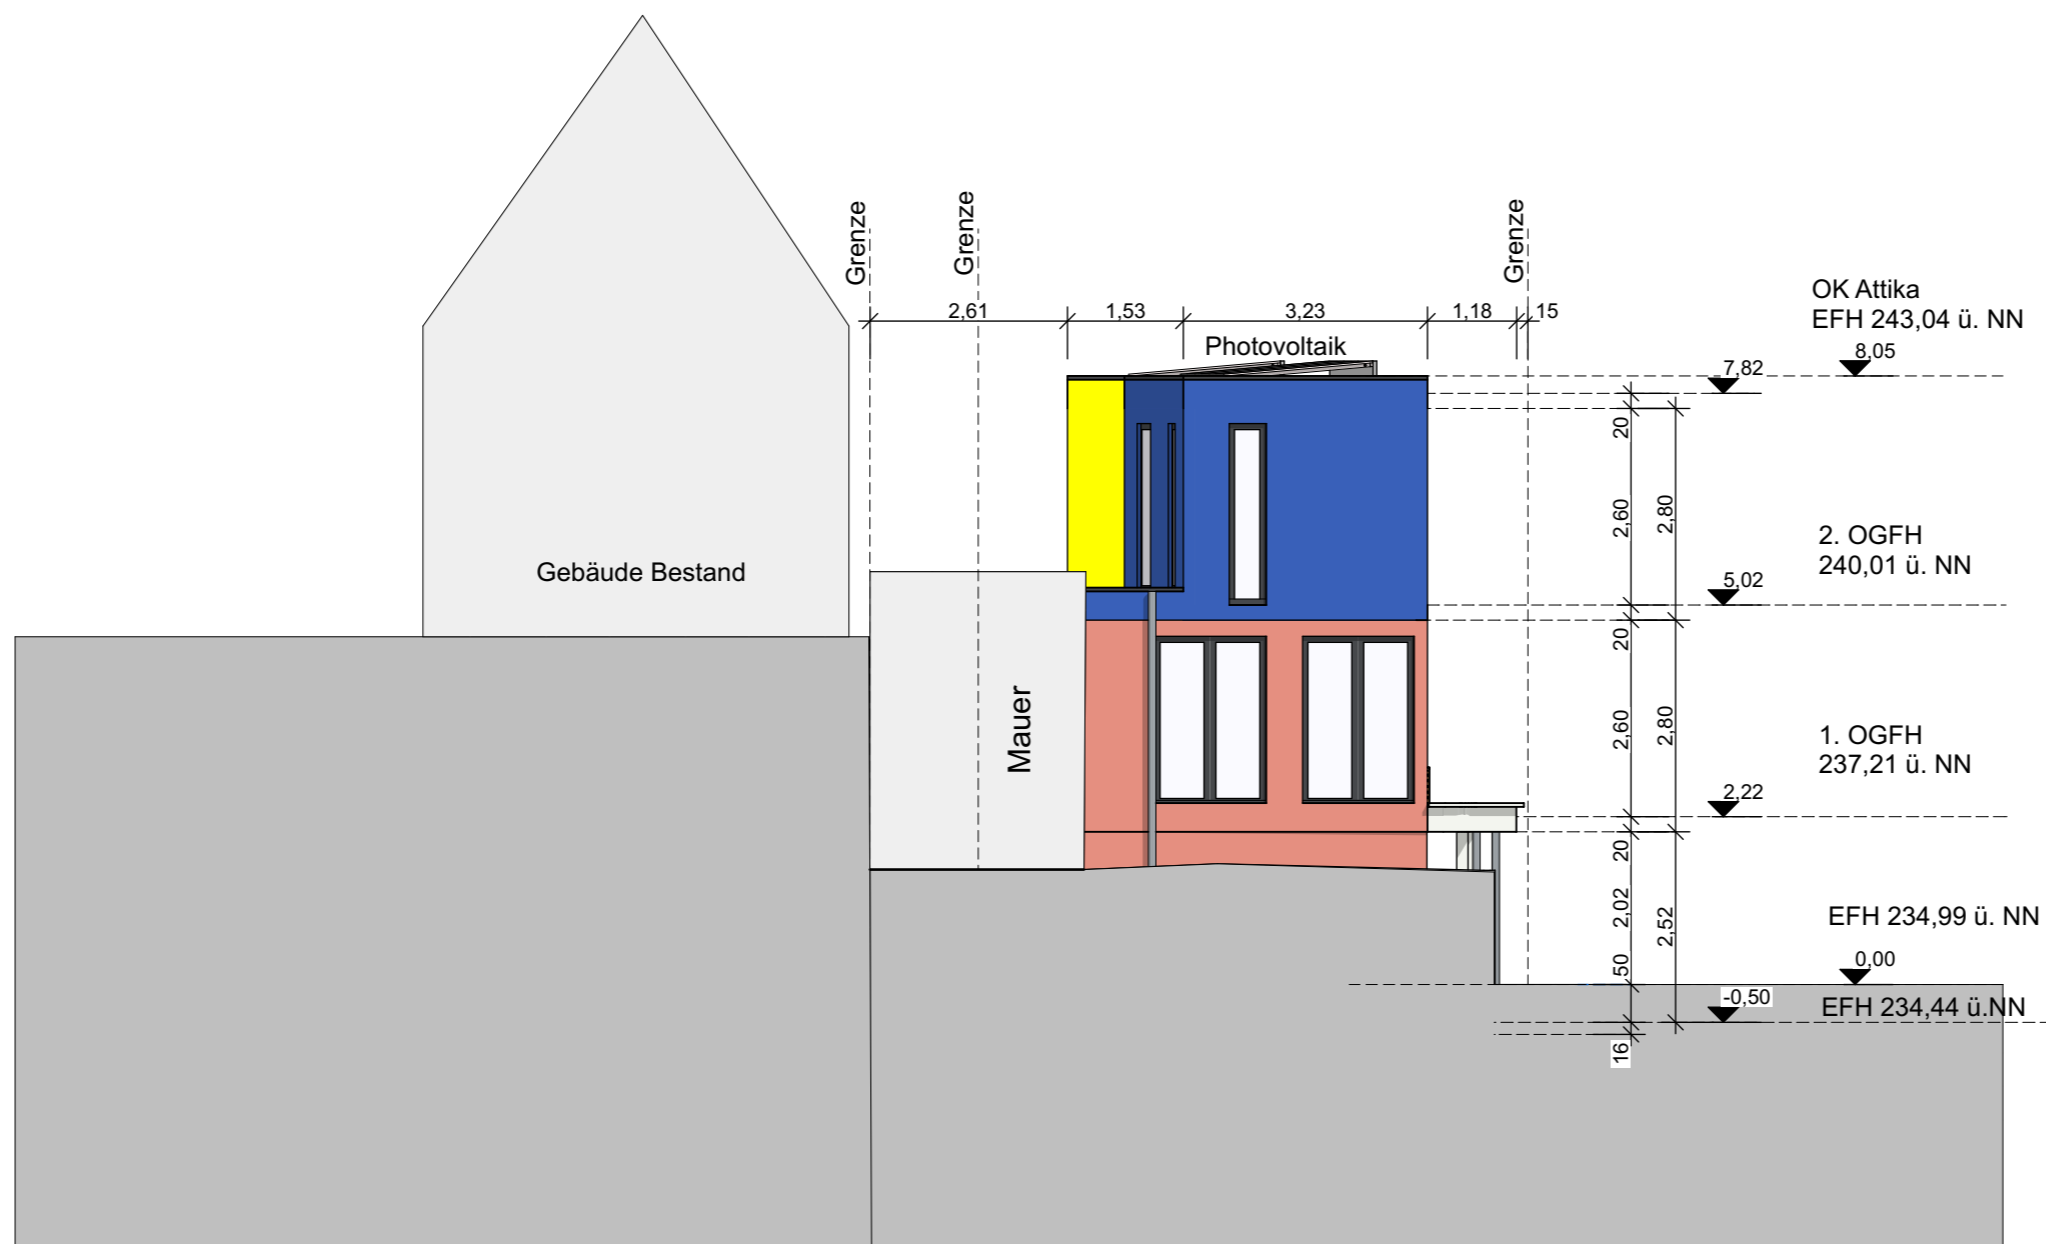 Grenze
Grenze
Grenze
2,61
1,53
3,23
1,18
15
Photovoltaik
OK Attika
EFH 243,04 ü. NN
8,05
7,82
20
2,60
2,80
2. OGFH
240,01 ü. NN
5,02
Gebäude Bestand
20
2,60
2,80
Mauer
1. OGFH
237,21 ü. NN
2,22
20
2,02
2,52
EFH 234,99 ü. NN
0,00
50
-0,50
EFH 234,44 ü.NN
16